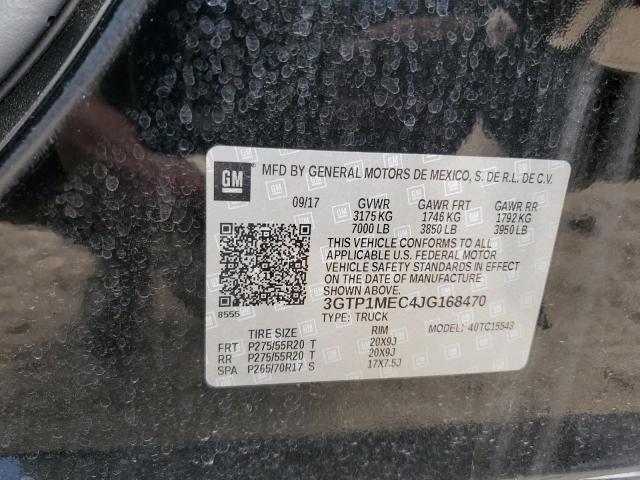 GM MFD BY GENERAL MOTORS DE MEXICO, S. DE R.L. DE C.V.
09/17 GVWR GAWR FRT GAWR RR
3175 KG 1746 KG 1792 KG
7000 LB 3850 LB 3950 LB
THIS VEHICLE CONFORMS TO ALL
APPLICABLE U.S. FEDERAL MOTOR
VEHICLE SAFETY STANDARDS IN EFFECT
ON THE DATE OF MANUFACTURE SHOWN ABOVE.
8555 3GTP1MEC4JG168470
TYPE: TRUCK MODEL: 40TC15543
TIRE SIZE RIM
FRT P275/55R20 T 20X9J
RR P275/55R20 T 20X9J
SPA P265/70R17 S 17X7.5J